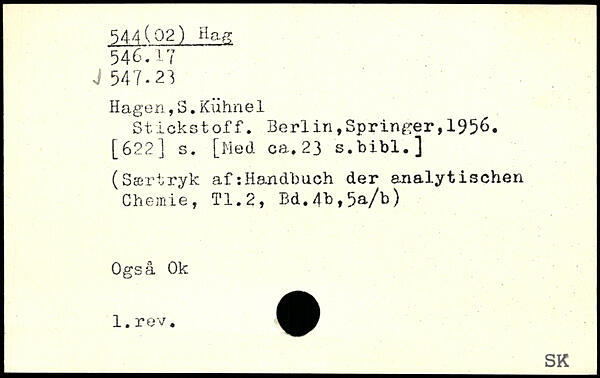 544(02) Hag
546.17
√ 547.23
Hagen,S.Kühnel
Stickstoff. Berlin,Springer,1956.
[622] s. [Med ca.23 s.bibl.]
(Særtryk af:Handbuch der analytischen
Chemie, Tl.2, Bd.4b,5a/b)
Også Ok
1.rev.
SK